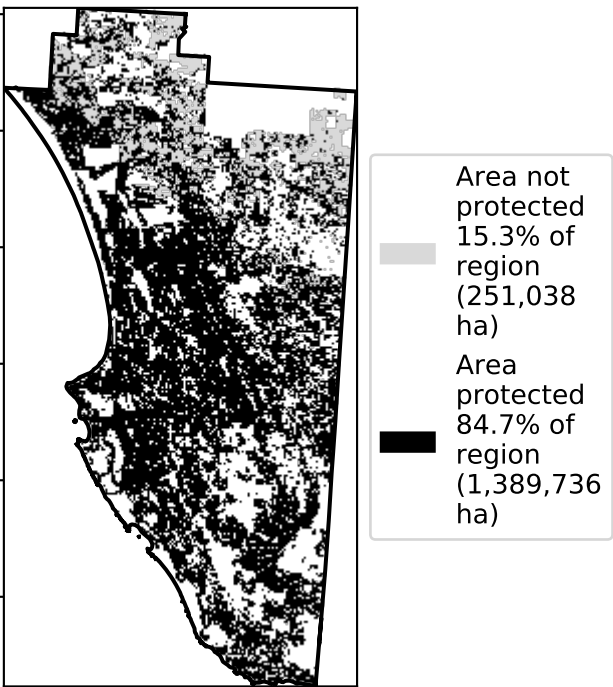 Area not
protected
15.3% of
region
(251,038
ha)
Area
protected
84.7% of
region
(1,389,736
ha)